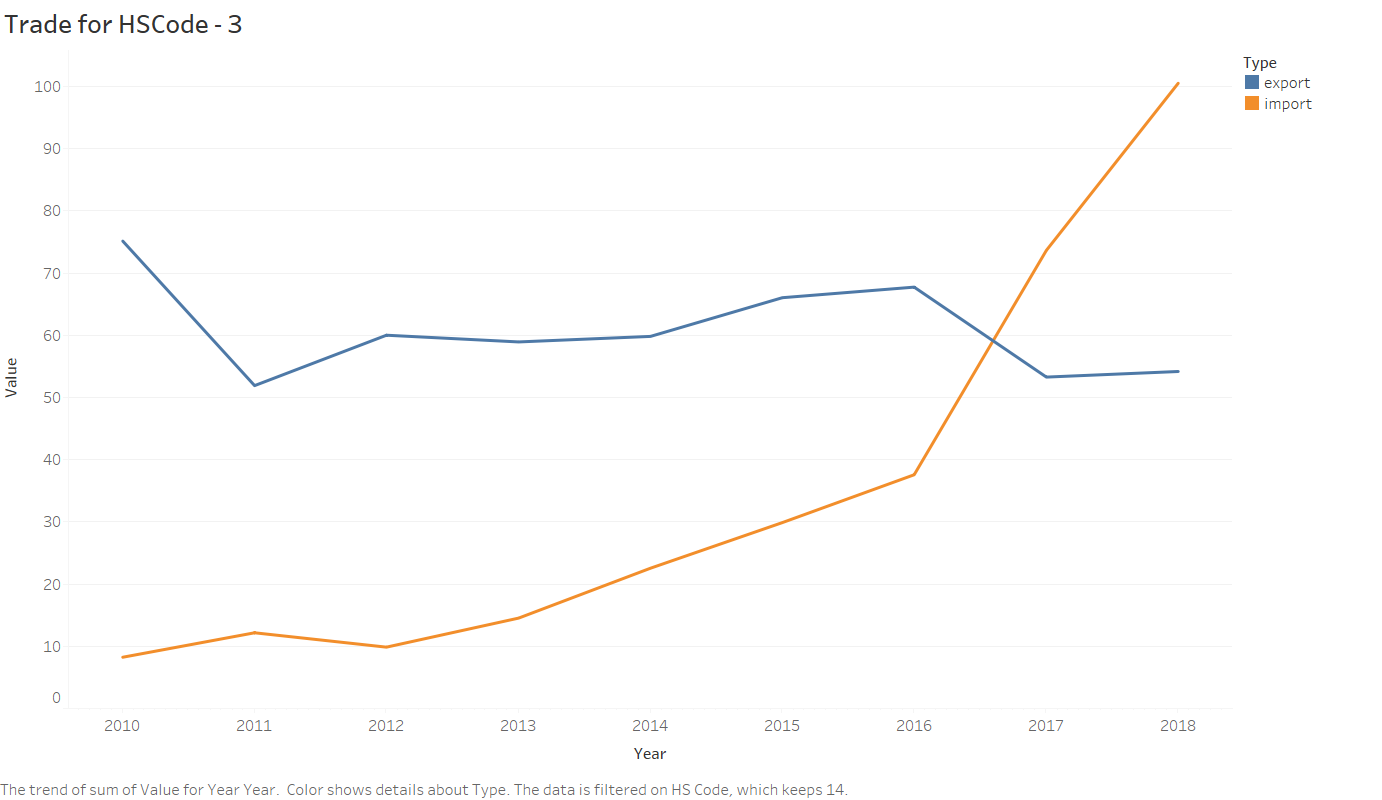 Trade for HSCode - 3
Type
export
import
100
90
80
70
60
50
40
30
20
10
0
Value
2010 2011 2012 2013 2014 2015 2016 2017 2018
Year
The trend of sum of Value for Year Year.  Color shows details about Type. The data is filtered on HS Code, which keeps 14.